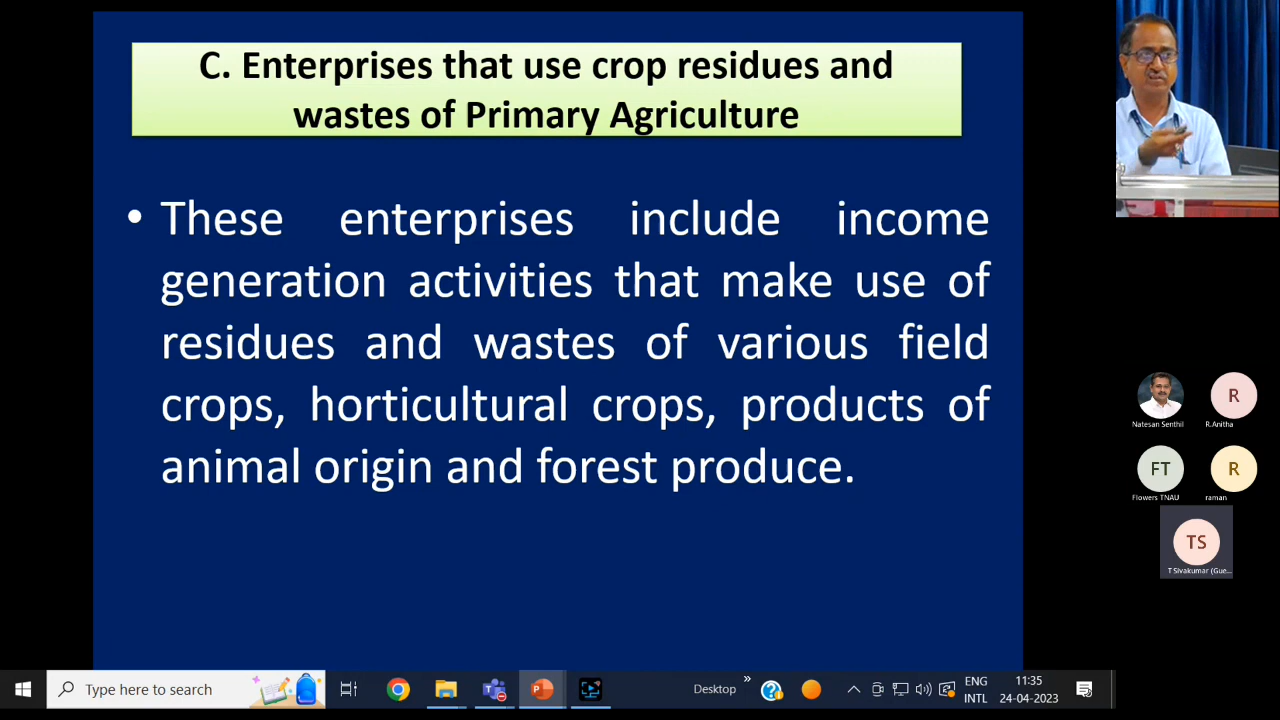 C. Enterprises that use crop residues and
wastes of Primary Agriculture
• These enterprises include income
generation activities that make use of
residues and wastes of various field
crops, horticultural crops, products of
animal origin and forest produce.
Natesan Senthil
R
R.Anitha
FT
Flowers TNAU
R
raman
TS
T Sivakumar (Gue...
Type here to search
Desktop
»
ENG
INTL
11:35
24-04-2023